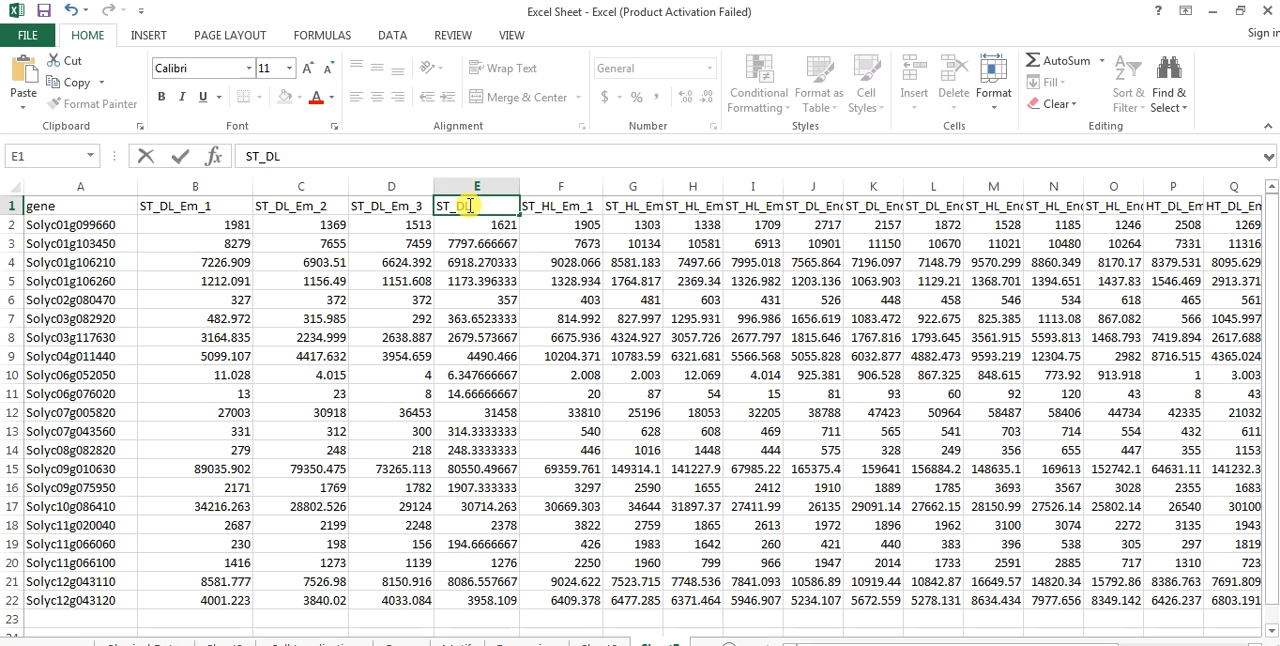 Excel Sheet - Excel (Product Activation Failed)
FILE HOME INSERT PAGE LAYOUT FORMULAS DATA REVIEW VIEW Sign in
Paste Cut Copy Format Painter Clipboard
Calibri 11 B I U A Font
Wrap Text Merge & Center Alignment
General $ % , Number
Conditional Formatting Format as Table Cell Styles Styles
Insert Delete Format Cells
AutoSum Fill Clear Sort & Filter Find & Select Editing
E1 fx ST_DL
A B C D E F G H I J K L M N O P Q
1 gene ST_DL_Em_1 ST_DL_Em_2 ST_DL_Em_3 ST_DL ST_HL_Em_1 ST_HL_Em ST_HL_Em ST_HL_Em ST_DL_End ST_DL_End ST_DL_End ST_HL_End ST_HL_End ST_HL_End HT_DL_Em HT_DL_En
2 Solyc01g099660 1981 1369 1513 1621 1905 1303 1338 1709 2717 2157 1872 1528 1185 1246 2508 1269
3 Solyc01g103450 8279 7655 7459 7797.666667 7673 10134 10581 6913 10901 11150 10670 11021 10480 10264 7331 11316
4 Solyc01g106210 7226.909 6903.51 6624.392 6918.270333 9028.066 8581.183 7497.66 7995.018 7565.864 7196.097 7148.79 9570.299 8860.349 8170.17 8379.531 8095.629
5 Solyc01g106260 1212.091 1156.49 1151.608 1173.396333 1328.934 1764.817 2369.34 1326.982 1203.136 1063.903 1129.21 1368.701 1394.651 1437.83 1546.469 2913.371
6 Solyc02g080470 327 372 372 357 403 481 603 431 526 448 458 546 534 618 465 561
7 Solyc03g082920 482.972 315.985 292 363.6523333 814.992 827.997 1295.931 996.986 1656.619 1083.472 922.675 825.385 1113.08 867.082 566 1045.997
8 Solyc03g117630 3164.835 2234.999 2638.887 2679.573667 6675.936 4324.927 3057.726 2677.797 1815.646 1767.816 1793.645 3561.915 5593.813 1468.793 7419.894 2617.688
9 Solyc04g011440 5099.107 4417.632 3954.659 4490.466 10204.371 10783.59 6321.681 5566.568 5055.828 6032.877 4882.473 9593.219 12304.75 2982 8716.515 4365.024
10 Solyc06g052050 11.028 4.015 4 6.347666667 2.008 2.003 12.069 4.014 925.381 906.528 867.325 848.615 773.92 913.918 1 3.003
11 Solyc06g076020 13 23 8 14.66666667 20 87 54 15 81 93 60 92 120 43 8 43
12 Solyc07g005820 27003 30918 36453 31458 33810 25196 18053 32205 38788 47423 50964 58487 58406 44734 42335 21032
13 Solyc07g043560 331 312 300 314.3333333 540 628 608 469 711 565 541 703 714 554 432 611
14 Solyc08g082820 279 248 218 248.3333333 446 1016 1448 444 575 328 249 356 655 447 355 1153
15 Solyc09g010630 89035.902 79350.475 73265.113 80550.49667 69359.761 149314.1 141227.9 67985.22 165375.4 159641 156884.2 148635.1 169613 152742.1 64631.11 141232.3
16 Solyc09g075950 2171 1769 1782 1907.333333 3297 2590 1655 2412 1910 1889 1785 3693 3567 3028 2355 1683
17 Solyc10g086410 34216.263 28802.526 29124 30714.263 30669.303 34644 31897.37 27411.99 26135 29091.14 27662.15 28150.99 27526.14 25802.14 26540 30100
18 Solyc11g020040 2687 2199 2248 2378 3822 2759 1865 2613 1972 1896 1962 3100 3074 2272 3135 1943
19 Solyc11g066060 230 198 156 194.6666667 426 1983 1642 260 421 440 383 396 538 305 297 1819
20 Solyc11g066100 1416 1273 1139 1276 2250 1960 799 966 1947 2014 1733 2591 2885 717 1310 723
21 Solyc12g043110 8581.777 7526.98 8150.916 8086.557667 9024.622 7523.715 7748.536 7841.093 10586.89 10919.44 10842.87 16649.57 14820.34 15792.86 8386.763 7691.809
22 Solyc12g043120 4001.223 3840.02 4033.084 3958.109 6409.378 6477.285 6371.464 5946.907 5234.107 5672.559 5278.131 8634.434 7977.656 8349.142 6426.237 6803.191
23